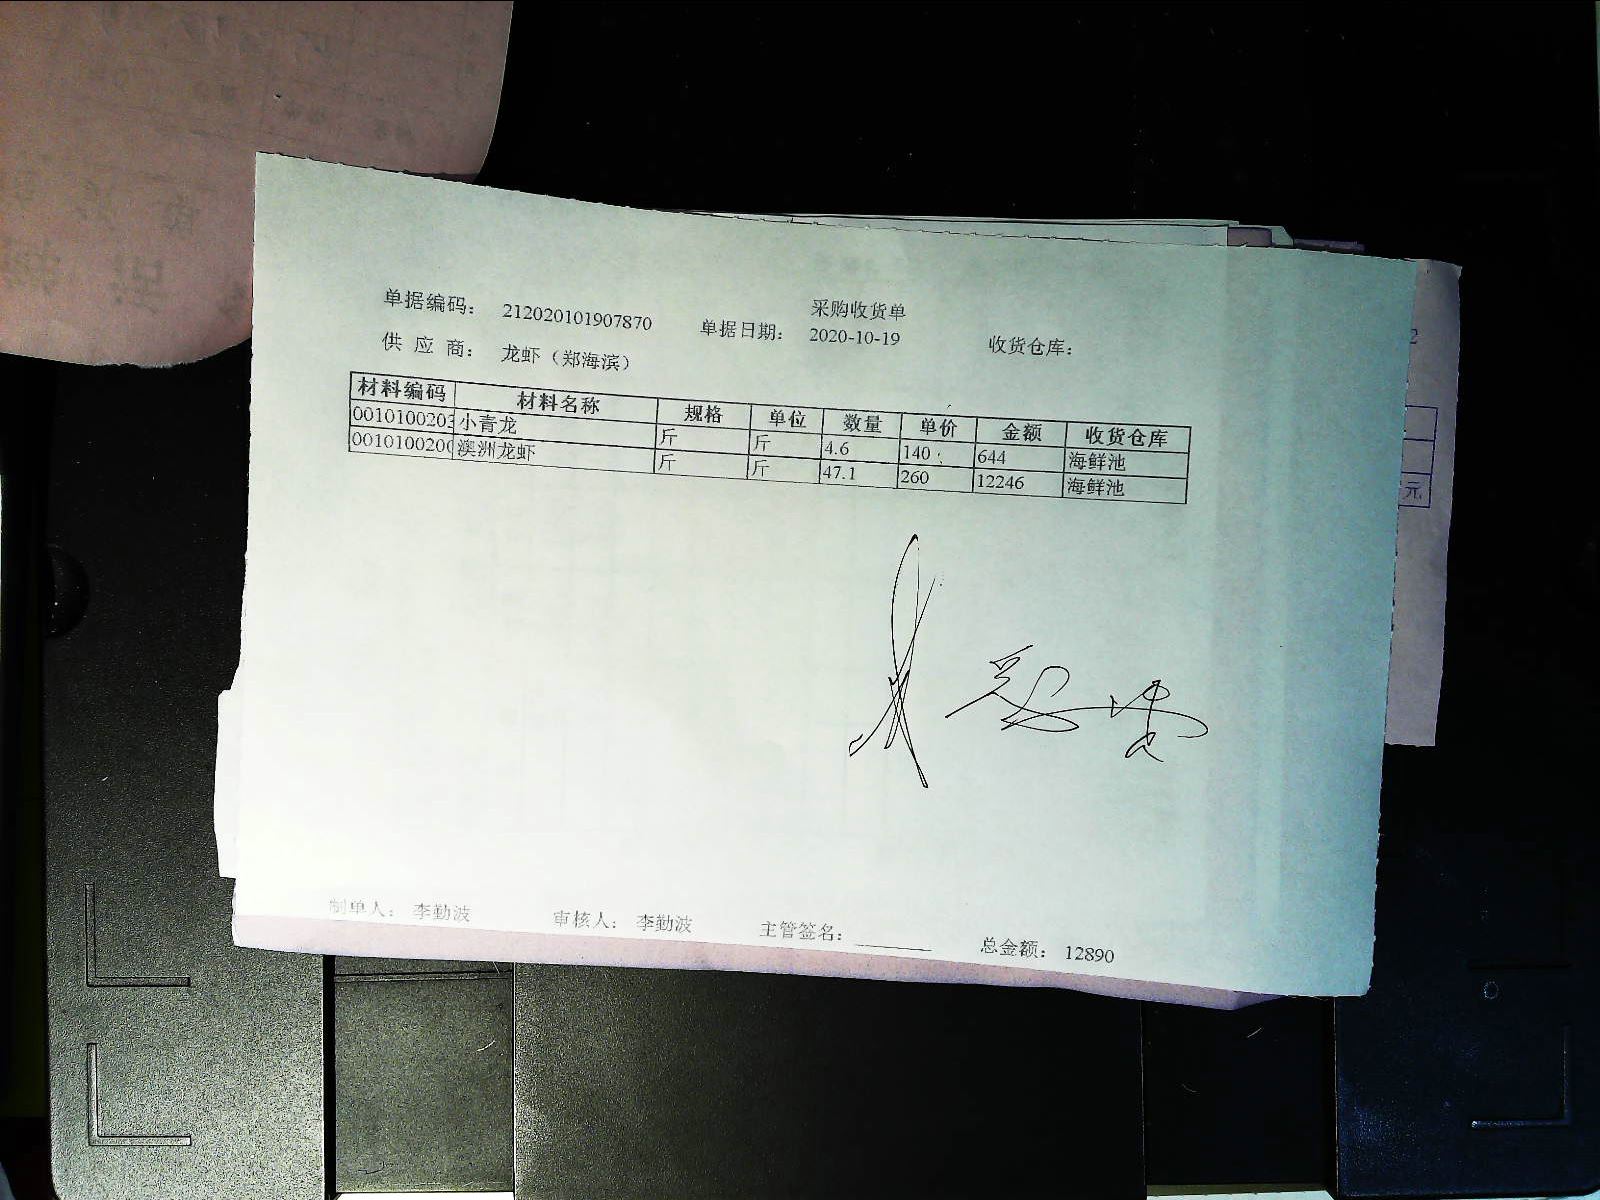 采购收货单
单据编码： 212020101907870 单据日期： 2020-10-19 收货仓库：
供 应 商： 龙虾（郑海滨）
材料编码 材料名称 规格 单位 数量 单价 金额 收货仓库
0010100203 小青龙 斤 斤 4.6 140 644 海鲜池
001010020 澳洲龙虾 斤 斤 47.1 260 12246 海鲜池
元
制单人： 李勤波 审核人： 李勤波 主管签名： 总金额： 12890